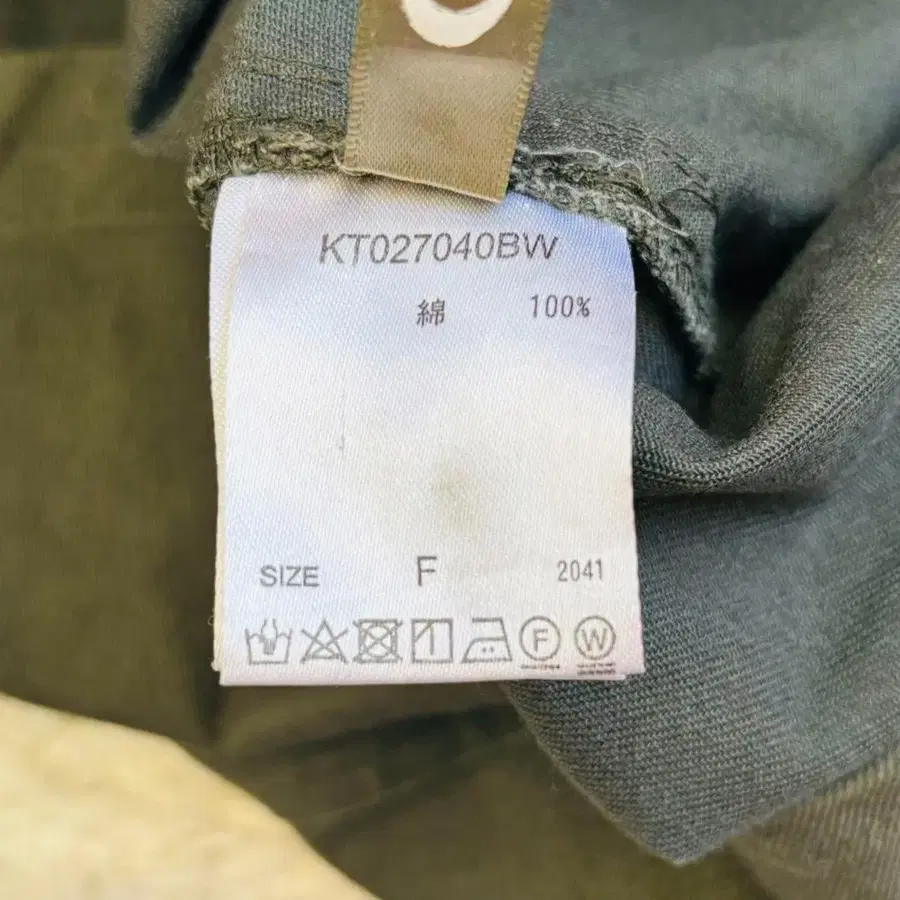 KT027040BW
綿 100%
SIZE F 2041
F W